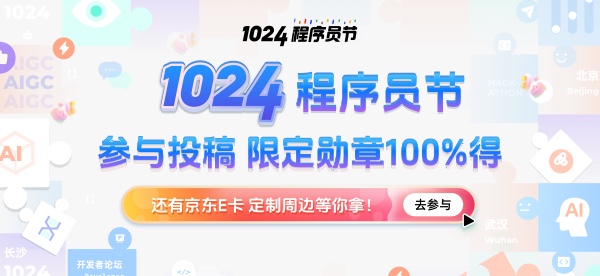 1024程序员节
1024 程序员节
参与投稿 限定勋章100%得
还有京东E卡 定制周边等你拿!
去参与
AIGC
AIGC
AIGC
AI
1024
长沙
开发者论坛
HACK
ATHON
北京
Beijing
AI
武汉
Wuhan